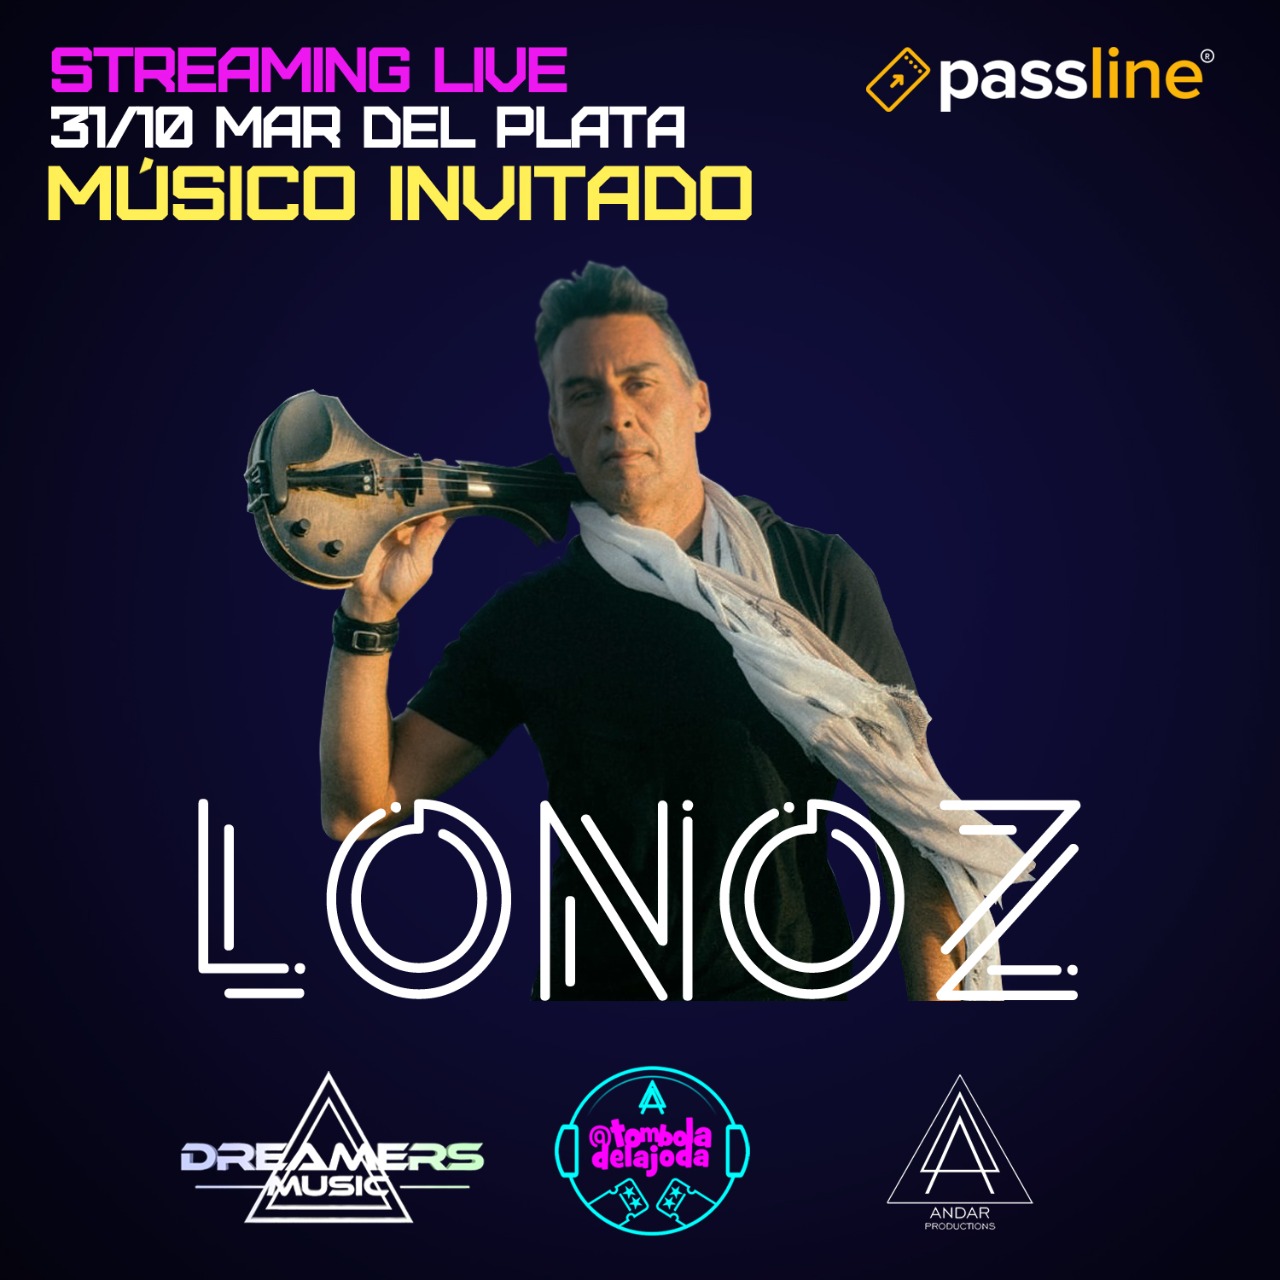 STREAMING LIVE
31/10 MAR DEL PLATA
MÚSICO INVITADO
passline®
LONOZ
DREAMERS
MUSIC
@tombola
delajoda
ANDAR
PRODUCTIONS